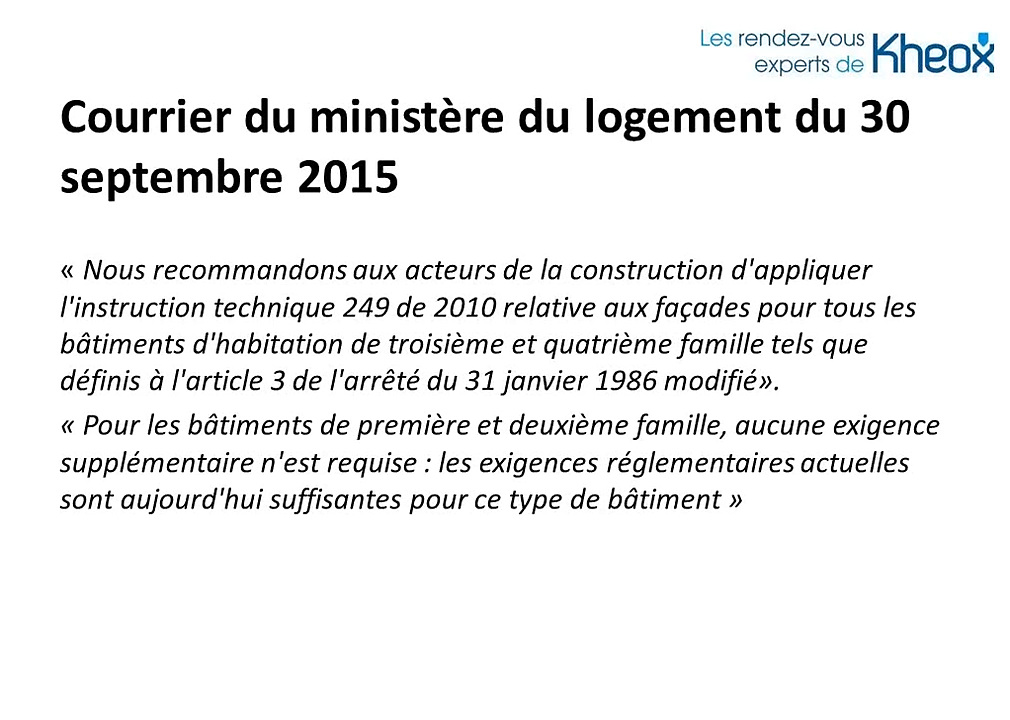 Les rendez-vous
experts de Kheox
Courrier du ministère du logement du 30
septembre 2015
« Nous recommandons aux acteurs de la construction d'appliquer
l'instruction technique 249 de 2010 relative aux façades pour tous les
bâtiments d'habitation de troisième et quatrième famille tels que
définis à l'article 3 de l'arrêté du 31 janvier 1986 modifié».
« Pour les bâtiments de première et deuxième famille, aucune exigence
supplémentaire n'est requise : les exigences réglementaires actuelles
sont aujourd'hui suffisantes pour ce type de bâtiment »